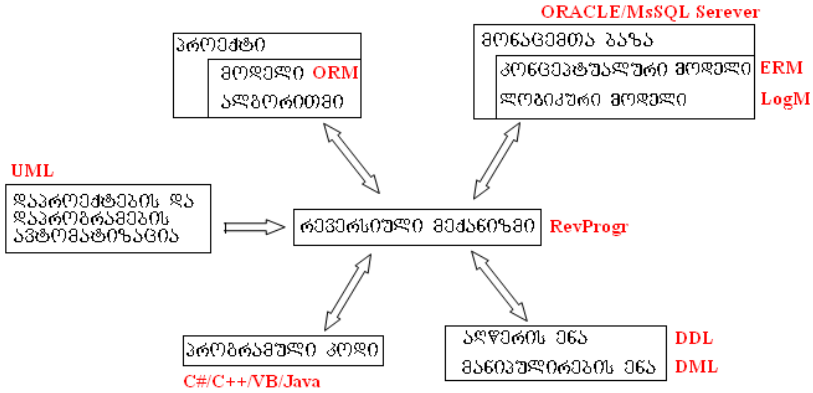 ORACLE/MsSQL Serever
პროექტი
მოდელი ORM
ალგორითმი
მონაცემთა ბაზა
კონცეპტუალური მოდელი ERM
ლოგიკური მოდელი LogM
UML
დაპროექტების და
დაპროგრამების
ავტომატიზაცია
რევერსიული მექანიზმი RevProgr
პროგრამული კოდი
C#/C++/VB/Java
აღწერის ენა DDL
მანიპულირების ენა DML